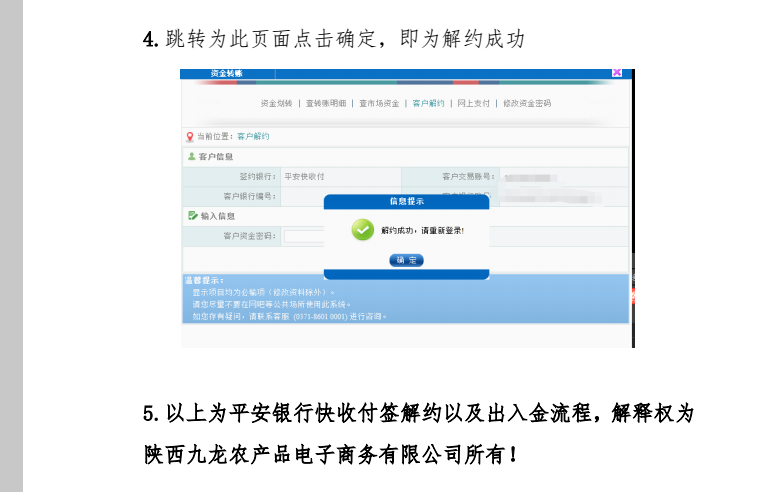 4.跳转为此页面点击确定，即为解约成功
资金转账
资金划转 | 查转账明细 | 查市场资金 | 客户解约 | 网上支付 | 修改资金密码
当前位置：客户解约
客户信息
签约银行： 平安快收付 客户交易账号：
客户银行编号：
信息提示
输入信息
解约成功，请重新登录!
客户资金密码：
确 定
温馨提示：
显示项目均为必输项（修改资料除外）。
请您尽量不要在网吧等公共场所使用此系统。
如您存有疑问，请联系客服 (0371-8601 0001) 进行咨询。
5.以上为平安银行快收付签解约以及出入金流程，解释权为
陕西九龙农产品电子商务有限公司所有！